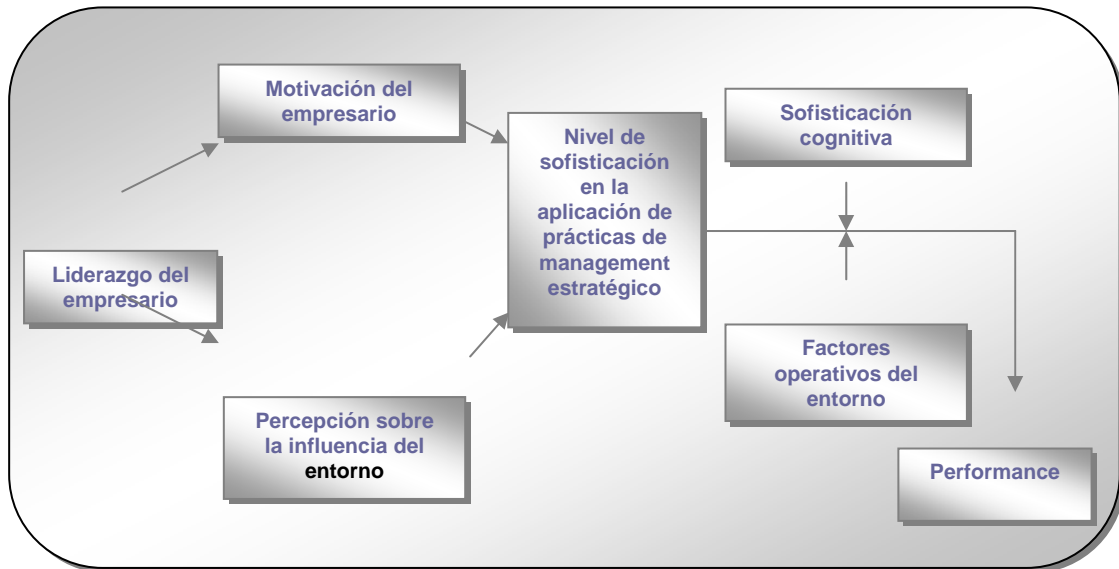 Motivación del
empresario
Liderazgo del
empresario
Percepción sobre
la influencia del
entorno
Nivel de
sofisticación
en la
aplicación de
prácticas de
management
estratégico
Sofisticación
cognitiva
Factores
operativos del
entorno
Performance